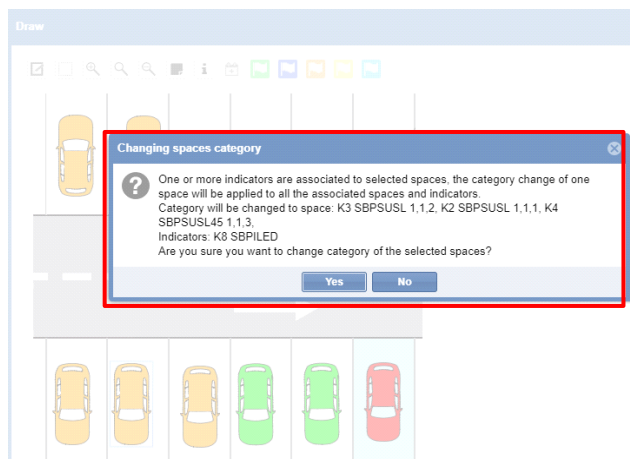 Draw
i
Changing spaces category
One or more indicators are associated to selected spaces, the category change of one
space will be applied to all the associated spaces and indicators.
Category will be changed to space: K3 SBPSUSL 1,1,2, K2 SBPSUSL 1,1,1, K4
SBPSUSL45 1,1,3,
Indicators: K8 SBPILED
Are you sure you want to change category of the selected spaces?
Yes No